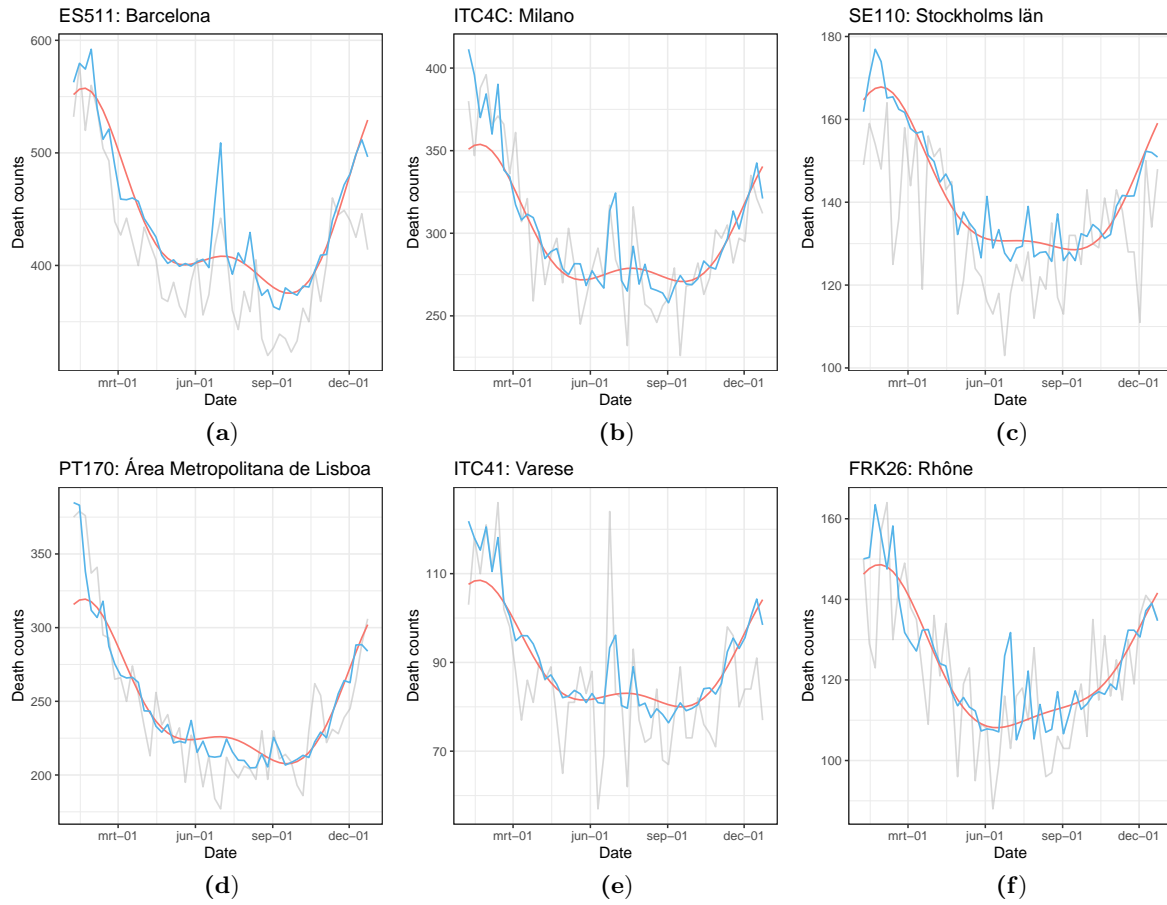 ES511: Barcelona
Death counts
600
500
400
mrt−01
jun−01
sep−01
dec−01
Date
(a)
ITC4C: Milano
Death counts
400
350
300
250
mrt−01
jun−01
sep−01
dec−01
Date
(b)
SE110: Stockholms län
Death counts
180
160
140
120
100
mrt−01
jun−01
sep−01
dec−01
Date
(c)
PT170: Área Metropolitana de Lisboa
Death counts
350
300
250
200
mrt−01
jun−01
sep−01
dec−01
Date
(d)
ITC41: Varese
Death counts
110
90
70
mrt−01
jun−01
sep−01
dec−01
Date
(e)
FRK26: Rhône
Death counts
160
140
120
100
mrt−01
jun−01
sep−01
dec−01
Date
(f)